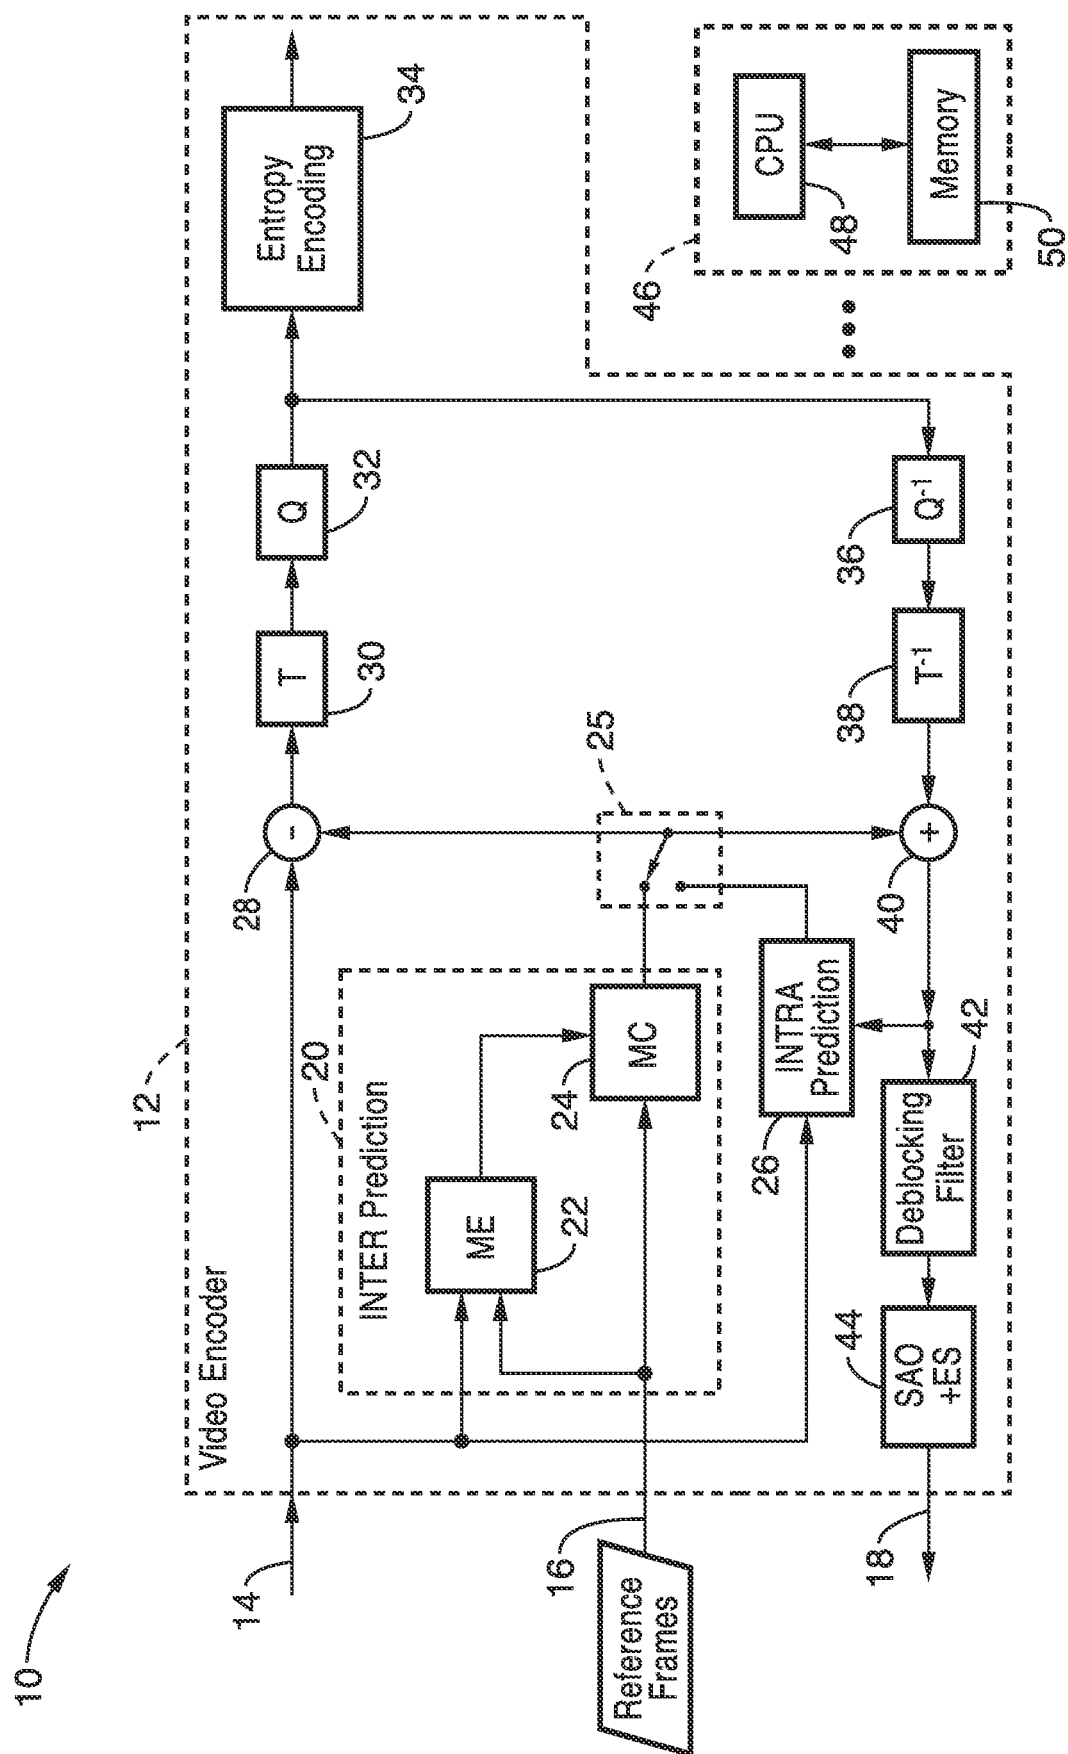 10
12
Video Encoder
14
28
-
T
30
Q
32
Entropy
Encoding
34
20
INTER Prediction
ME
22
24
MC
25
16
Reference
Frames
26
INTRA
Prediction
18
44
SAO
+ES
Deblocking
Filter
42
40
+
38
T-1
36
Q-1
46
CPU
48
Memory
50